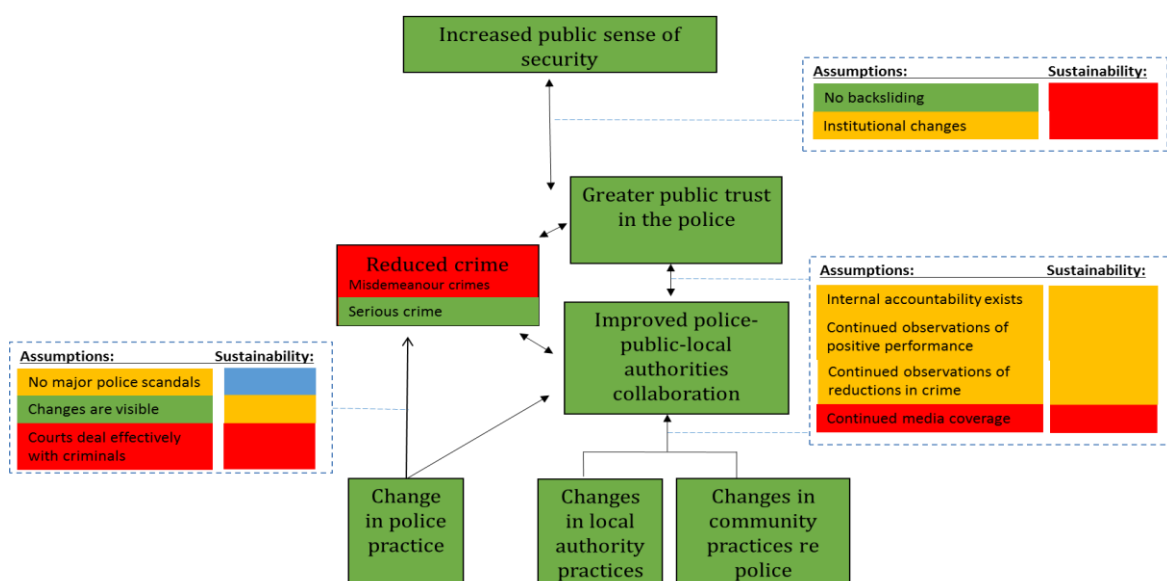 Increased public sense of
security
Assumptions: Sustainability:
No backsliding
Institutional changes
Greater public trust
in the police
Reduced crime
Misdemeanour crimes
Serious crime
Assumptions: Sustainability:
Internal accountability exists
Continued observations of
positive performance
Continued observations of
reductions in crime
Continued media coverage
Improved police-
public-local
authorities
collaboration
Assumptions: Sustainability:
No major police scandals
Changes are visible
Courts deal effectively
with criminals
Change
in police
practice
Changes
in local
authority
practices
Changes in
community
practices re
police